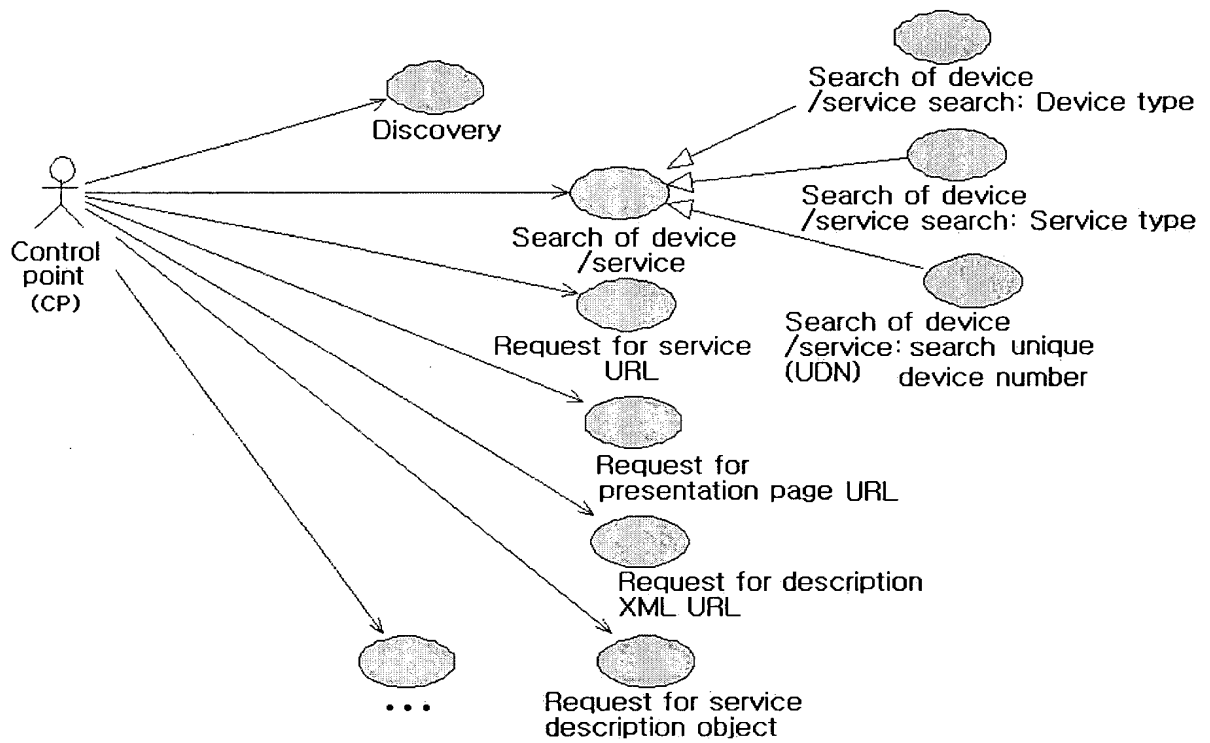 Search of device
/service search: Device type
Discovery
Search of device
/service search: Service type
Control
point
(CP)
Search of device
/service
Search of device
/service: search unique
(UDN) device number
Request for service
URL
Request for
presentation page URL
Request for description
XML URL
...
Request for service
description object